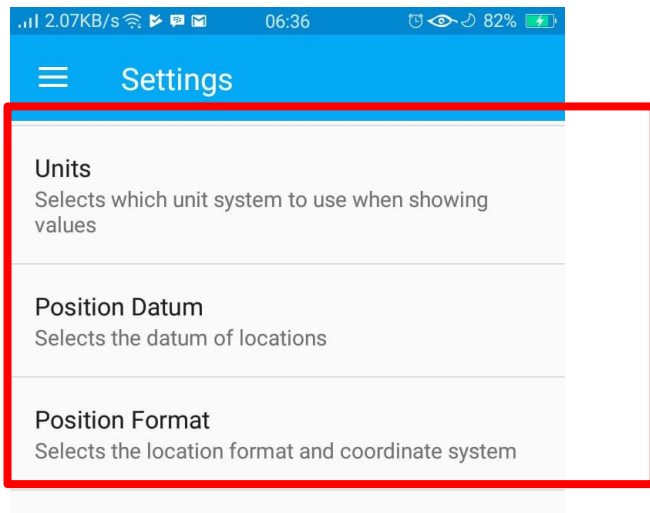 2.07KB/s 06:36 82%
Settings
Units
Selects which unit system to use when showing
values
Position Datum
Selects the datum of locations
Position Format
Selects the location format and coordinate system